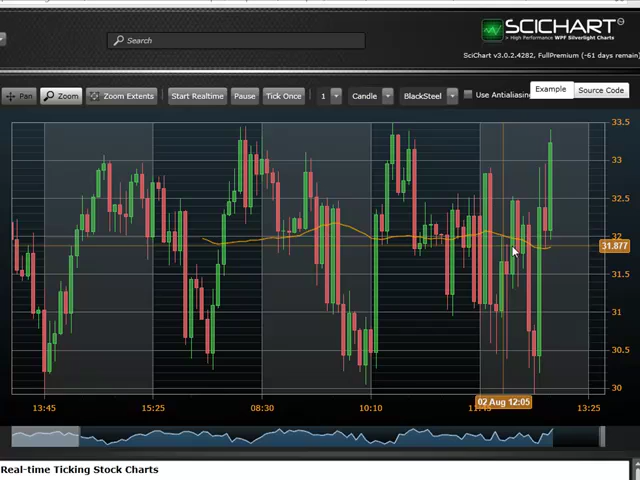 SCICHART
> High Performance WPF Silverlight Charts
Search
SciChart v3.0.2.4282, FullPremium (-61 days remain
Pan Zoom Zoom Extents Start Realtime Pause Tick Once 1 Candle BlackSteel Use Antialiasing Example Source Code
33.5
33
32.5
32
31.877
31.5
31
30.5
30
02 Aug 12:05
13:45 15:25 08:30 10:10 11:45 13:25
Real-time Ticking Stock Charts